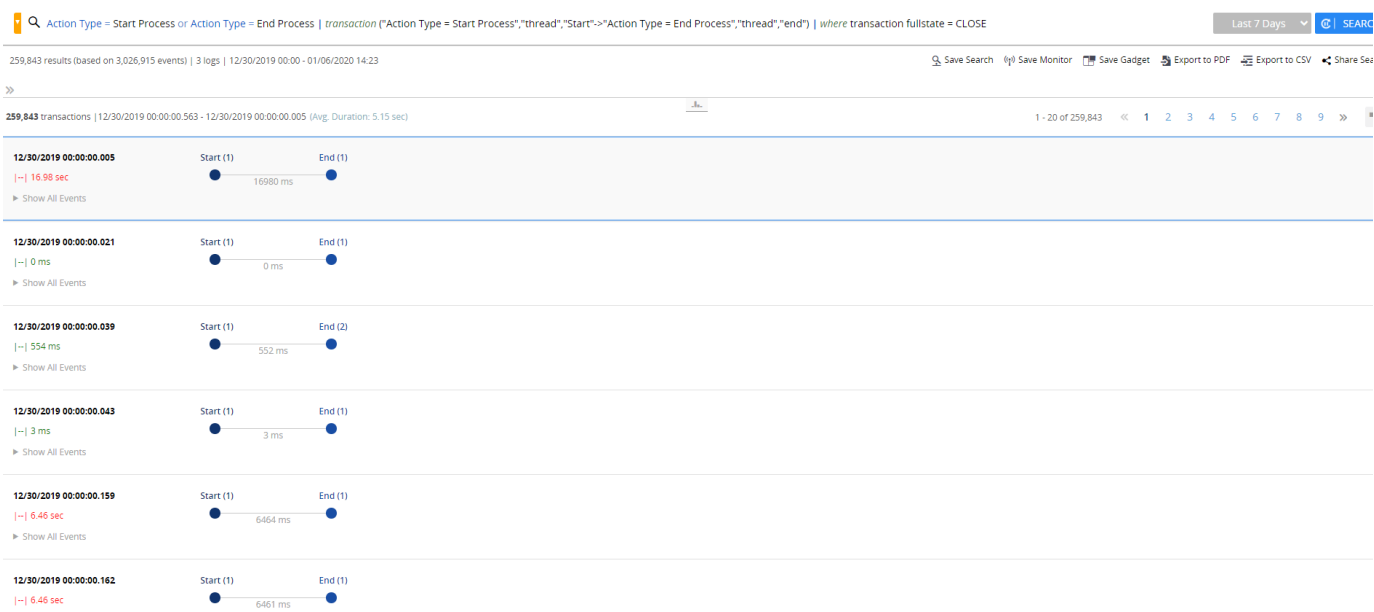 Action Type = Start Process or Action Type = End Process | transaction ("Action Type = Start Process","thread","Start"->"Action Type = End Process","thread","end") | where transaction fullstate = CLOSE
Last 7 Days
SEARC
259,843 results (based on 3,026,915 events) | 3 logs | 12/30/2019 00:00 - 01/06/2020 14:23
Save Search Save Monitor Save Gadget Export to PDF Export to CSV Share Sea
»
259,843 transactions |12/30/2019 00:00:00.563 - 12/30/2019 00:00:00.005 (Avg. Duration: 5.15 sec)
1 - 20 of 259,843 « 1 2 3 4 5 6 7 8 9 »
12/30/2019 00:00:00.005 Start (1) End (1)
|--| 16.98 sec 16980 ms
Show All Events
12/30/2019 00:00:00.021 Start (1) End (1)
|--| 0 ms 0 ms
Show All Events
12/30/2019 00:00:00.039 Start (1) End (2)
|--| 554 ms 552 ms
Show All Events
12/30/2019 00:00:00.043 Start (1) End (1)
|--| 3 ms 3 ms
Show All Events
12/30/2019 00:00:00.159 Start (1) End (1)
|--| 6.46 sec 6464 ms
Show All Events
12/30/2019 00:00:00.162 Start (1) End (1)
|--| 6.46 sec 6461 ms